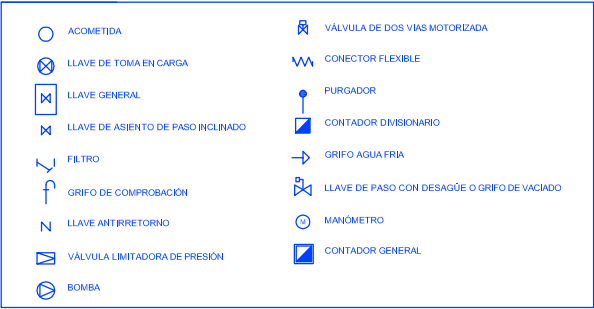 ACOMETIDA
LLAVE DE TOMA EN CARGA
LLAVE GENERAL
LLAVE DE ASIENTO DE PASO INCLINADO
FILTRO
GRIFO DE COMPROBACIÓN
LLAVE ANTIRRETORNO
VÁLVULA LIMITADORA DE PRESIÓN
BOMBA
VÁLVULA DE DOS VIAS MOTORIZADA
CONECTOR FLEXIBLE
PURGADOR
CONTADOR DIVISIONARIO
GRIFO AGUA FRIA
LLAVE DE PASO CON DESAGÜE O GRIFO DE VACIADO
M MANÓMETRO
CONTADOR GENERAL